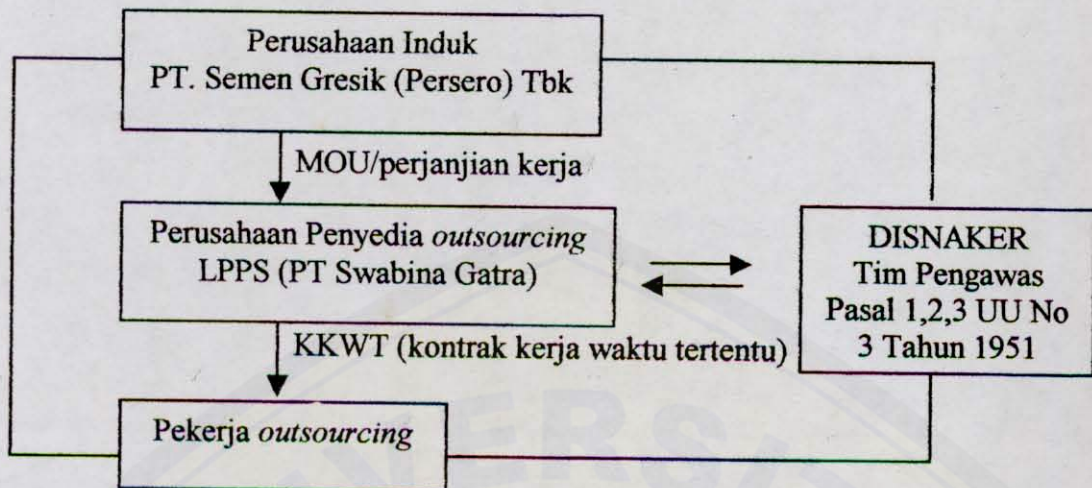 Perusahaan Induk
PT. Semen Gresik (Persero) Tbk
MOU/perjanjian kerja
Perusahaan Penyedia outsourcing
LPPS (PT Swabina Gatra)
DISNAKER
Tim Pengawas
Pasal 1,2,3 UU No
3 Tahun 1951
KKWT (kontrak kerja waktu tertentu)
Pekerja outsourcing
VERSI